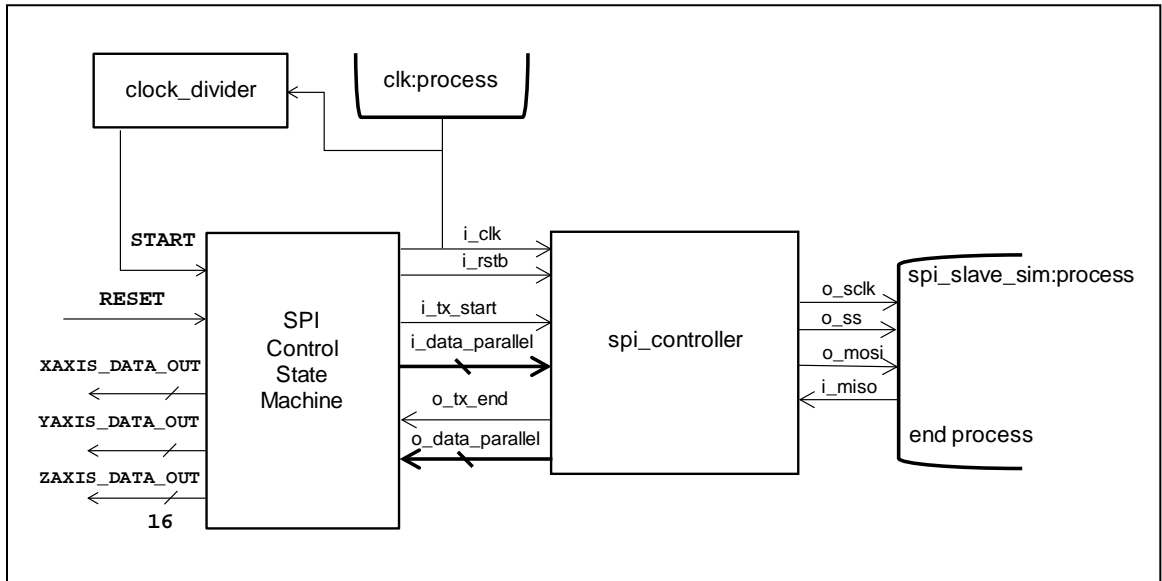 clock_divider
clk:process
START
RESET
XAXIS_DATA_OUT
YAXIS_DATA_OUT
ZAXIS_DATA_OUT
16
SPI
Control
State
Machine
i_clk
i_rstb
i_tx_start
i_data_parallel
o_tx_end
o_data_parallel
spi_controller
o_sclk
o_ss
o_mosi
i_miso
spi_slave_sim:process
end process